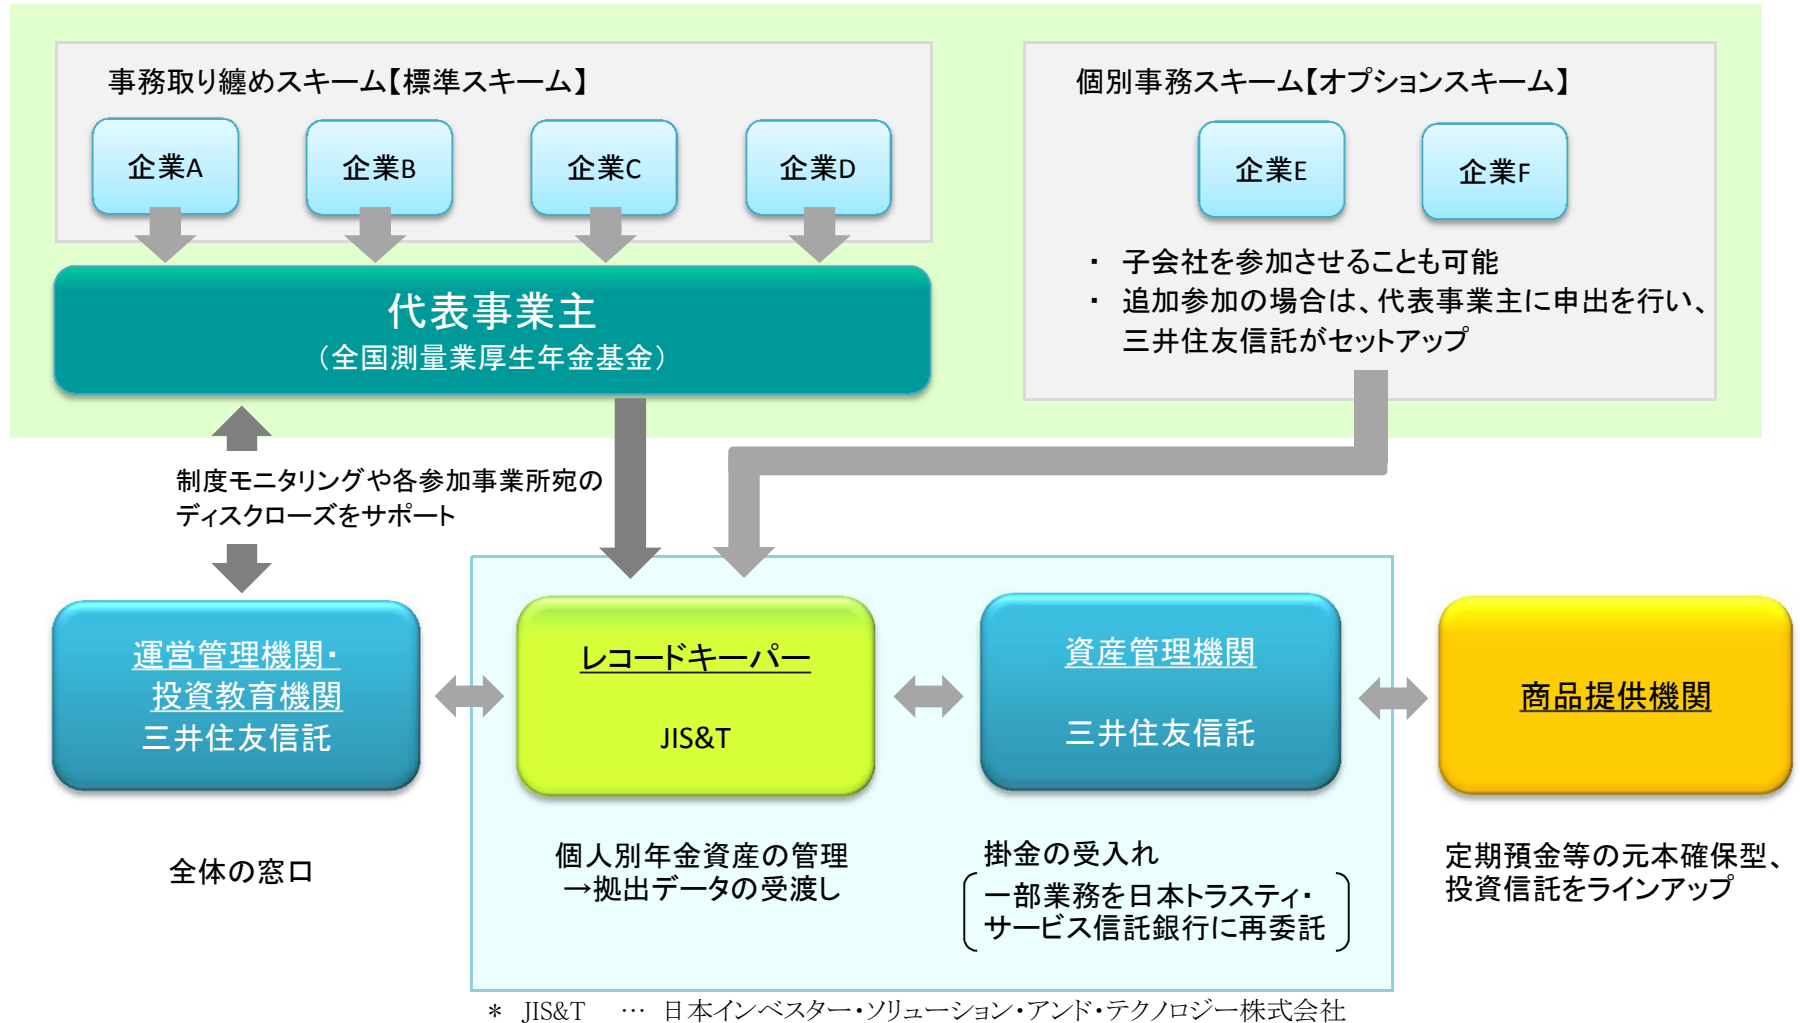 事務取り纏めスキーム【標準スキーム】
企業A
企業B
企業C
企業D
代表事業主
（全国測量業厚生年金基金）
個別事務スキーム【オプションスキーム】
企業E
企業F
・ 子会社を参加させることも可能
・ 追加参加の場合は、代表事業主に申出を行い、
三井住友信託がセットアップ
制度モニタリングや各参加事業所宛の
ディスクローズをサポート
運営管理機関・
投資教育機関
三井住友信託
全体の窓口
レコードキーパー
JIS&T
個人別年金資産の管理
→拠出データの受渡し
資産管理機関
三井住友信託
掛金の受入れ
一部業務を日本トラスティ・
サービス信託銀行に再委託
商品提供機関
定期預金等の元本確保型、
投資信託をラインアップ
* JIS&T … 日本インベスター・ソリューション・アンド・テクノロジー株式会社